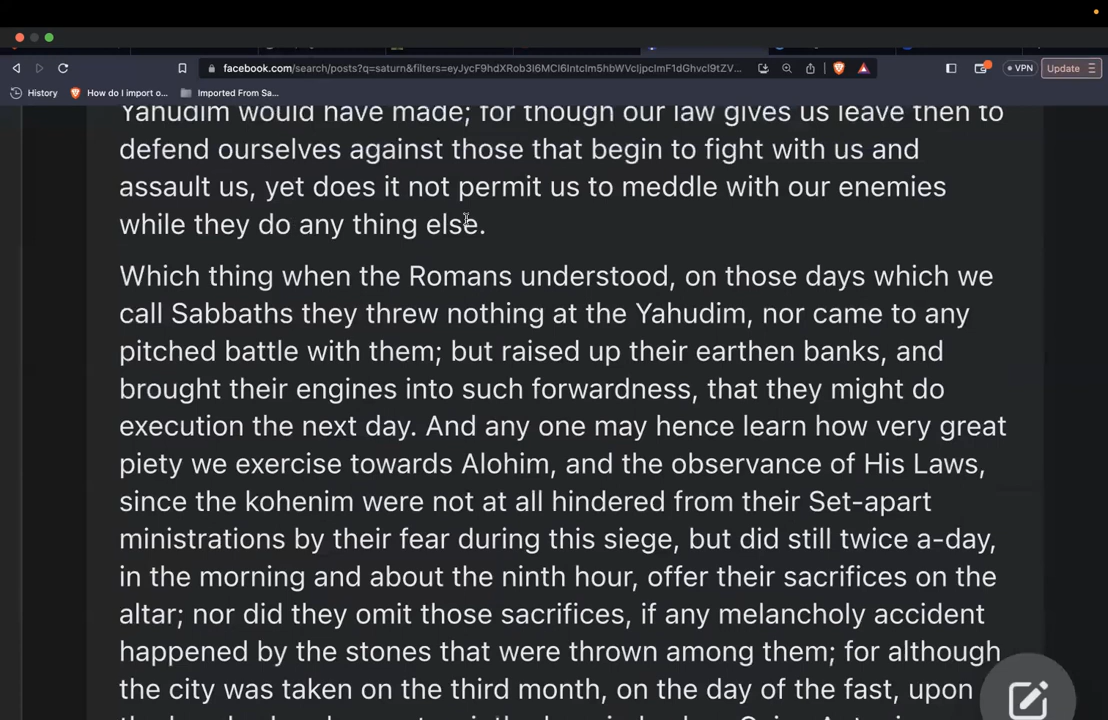 facebook.com/search/posts?q=saturn&filters=eyJycF9hdXRob3I6MCI6IntcIm5hbWVcIjpcImF1dGhvcl9tZV...
VPN
Update
History
How do I import o...
Imported From Sa...
Yahudim would have made; for though our law gives us leave then to
defend ourselves against those that begin to fight with us and
assault us, yet does it not permit us to meddle with our enemies
while they do any thing else.
Which thing when the Romans understood, on those days which we
call Sabbaths they threw nothing at the Yahudim, nor came to any
pitched battle with them; but raised up their earthen banks, and
brought their engines into such forwardness, that they might do
execution the next day. And any one may hence learn how very great
piety we exercise towards Alohim, and the observance of His Laws,
since the kohenim were not at all hindered from their Set-apart
ministrations by their fear during this siege, but did still twice a-day,
in the morning and about the ninth hour, offer their sacrifices on the
altar; nor did they omit those sacrifices, if any melancholy accident
happened by the stones that were thrown among them; for although
the city was taken on the third month, on the day of the fast, upon